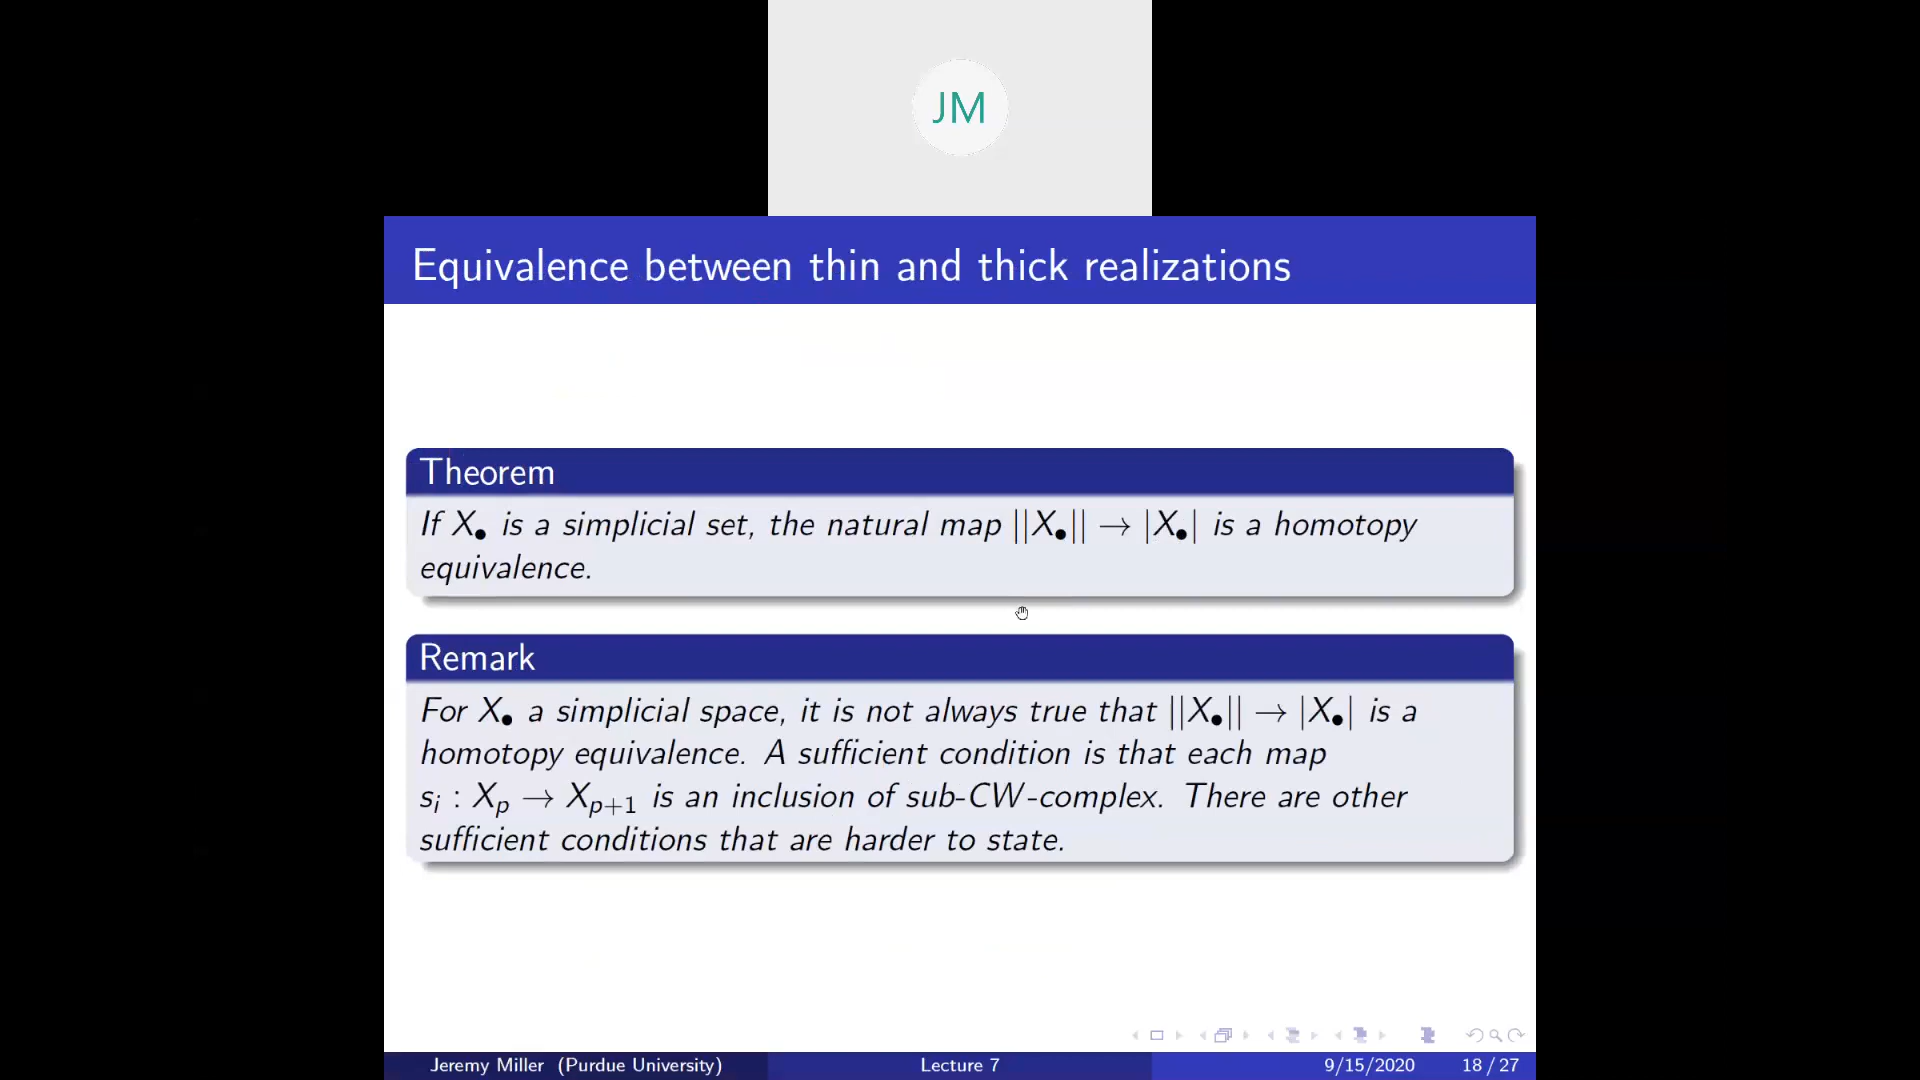 JM
Equivalence between thin and thick realizations
Theorem
If X• is a simplicial set, the natural map ||X•|| → |X•| is a homotopy
equivalence.
Remark
For X• a simplicial space, it is not always true that ||X•|| → |X•| is a
homotopy equivalence. A sufficient condition is that each map
sᵢ : Xₚ → Xₚ₊₁ is an inclusion of sub-CW-complex. There are other
sufficient conditions that are harder to state.
Jeremy Miller (Purdue University) Lecture 7 9/15/2020 18 / 27